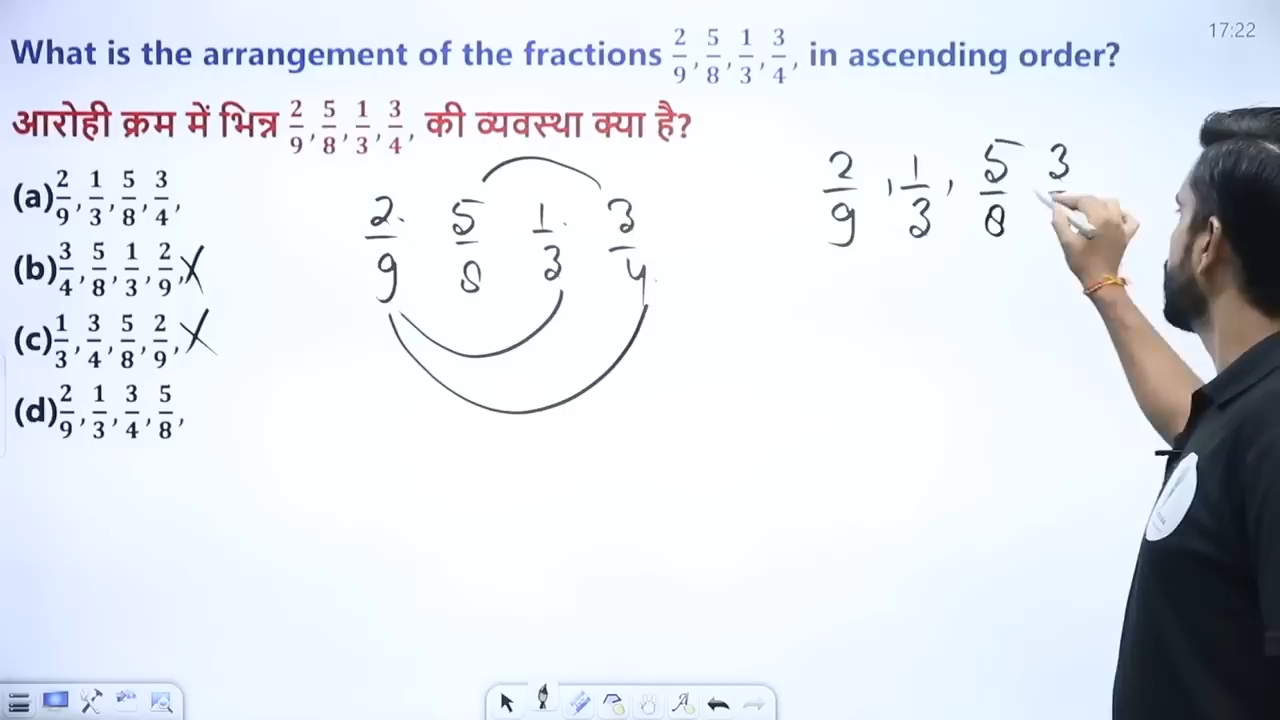 17:22
What is the arrangement of the fractions 2/9, 5/8, 1/3, 3/4, in ascending order?
आरोही क्रम में भिन्न 2/9, 5/8, 1/3, 3/4, की व्यवस्था क्या है?
(a) 2/9, 1/3, 5/8, 3/4,
(b) 3/4, 5/8, 1/3, 2/9, X
(c) 1/3, 3/4, 5/8, 2/9, X
(d) 2/9, 1/3, 3/4, 5/8,
2/9 5/8 1/3 3/4
2/9, 1/3, 5/8 3